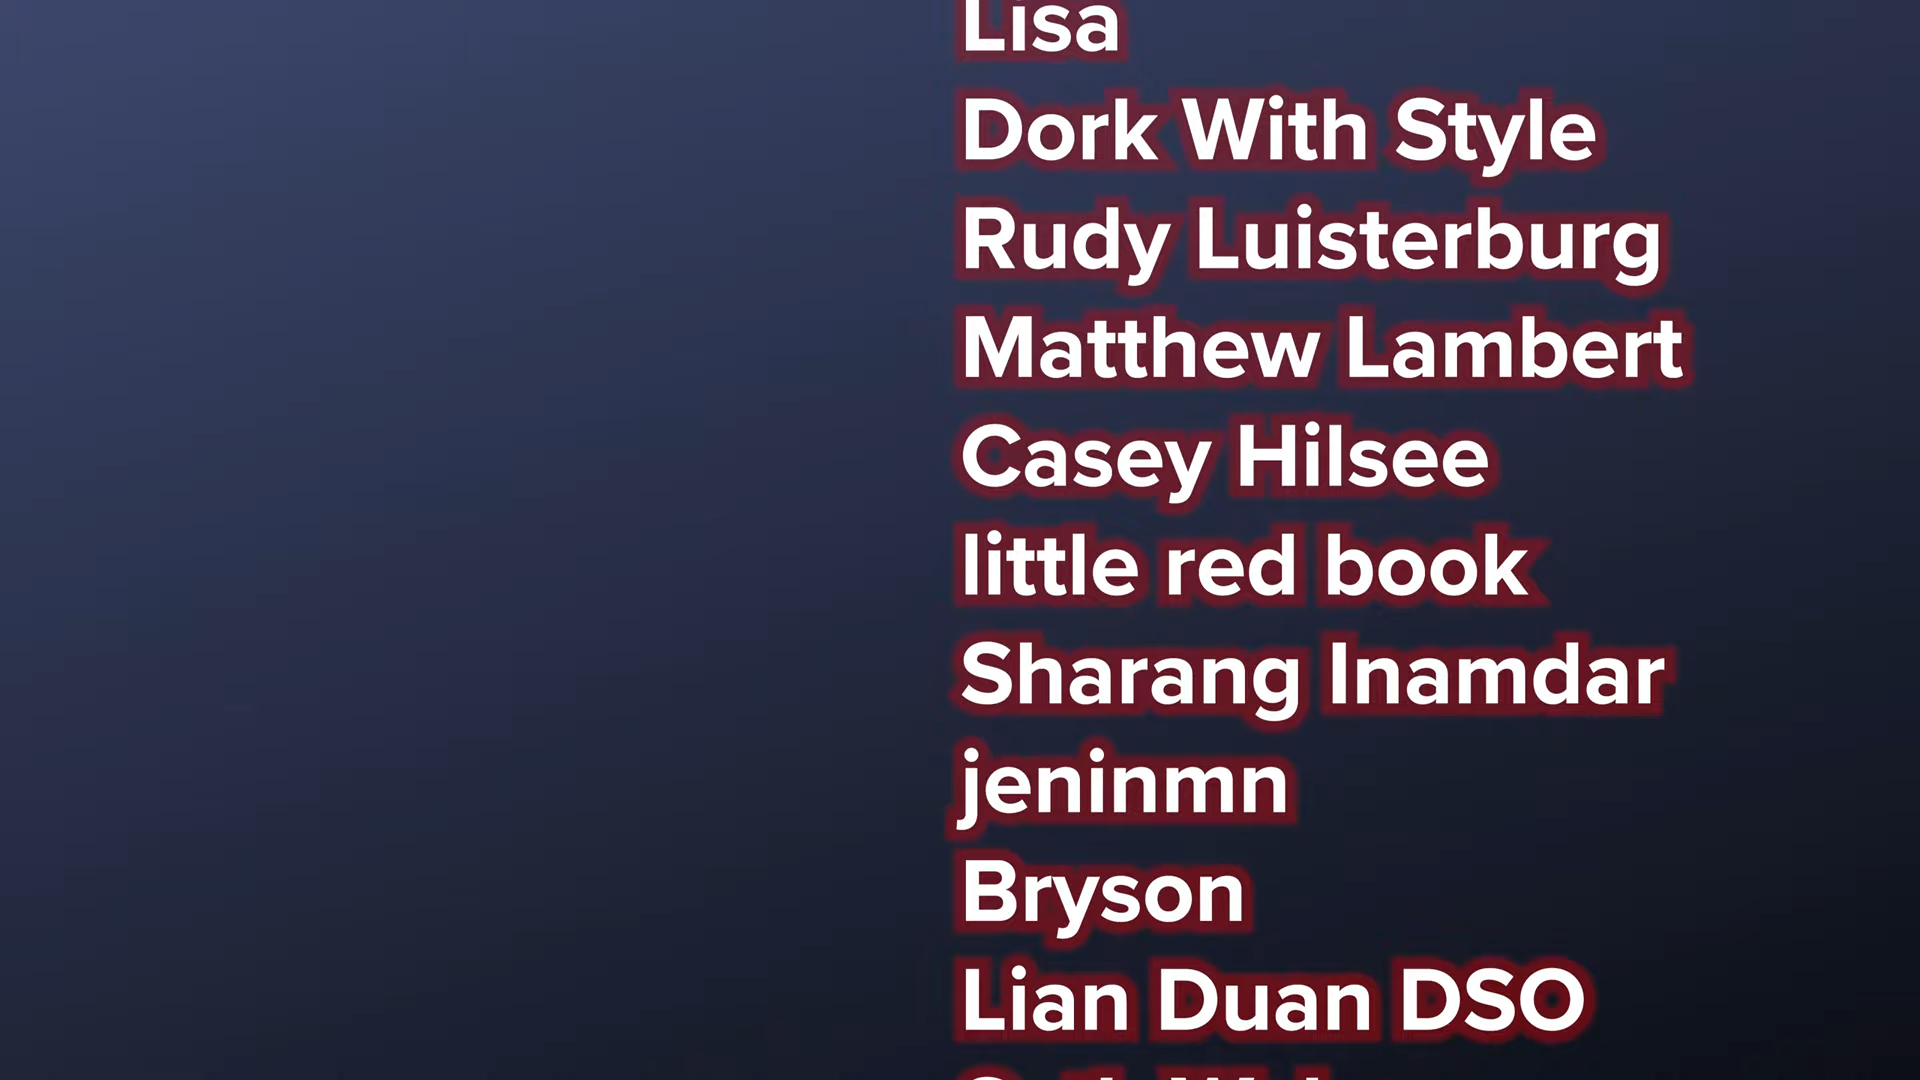 Lisa
Dork With Style
Rudy Luisterburg
Matthew Lambert
Casey Hilsee
little red book
Sharang Inamdar
jeninmn
Bryson
Lian Duan DSO